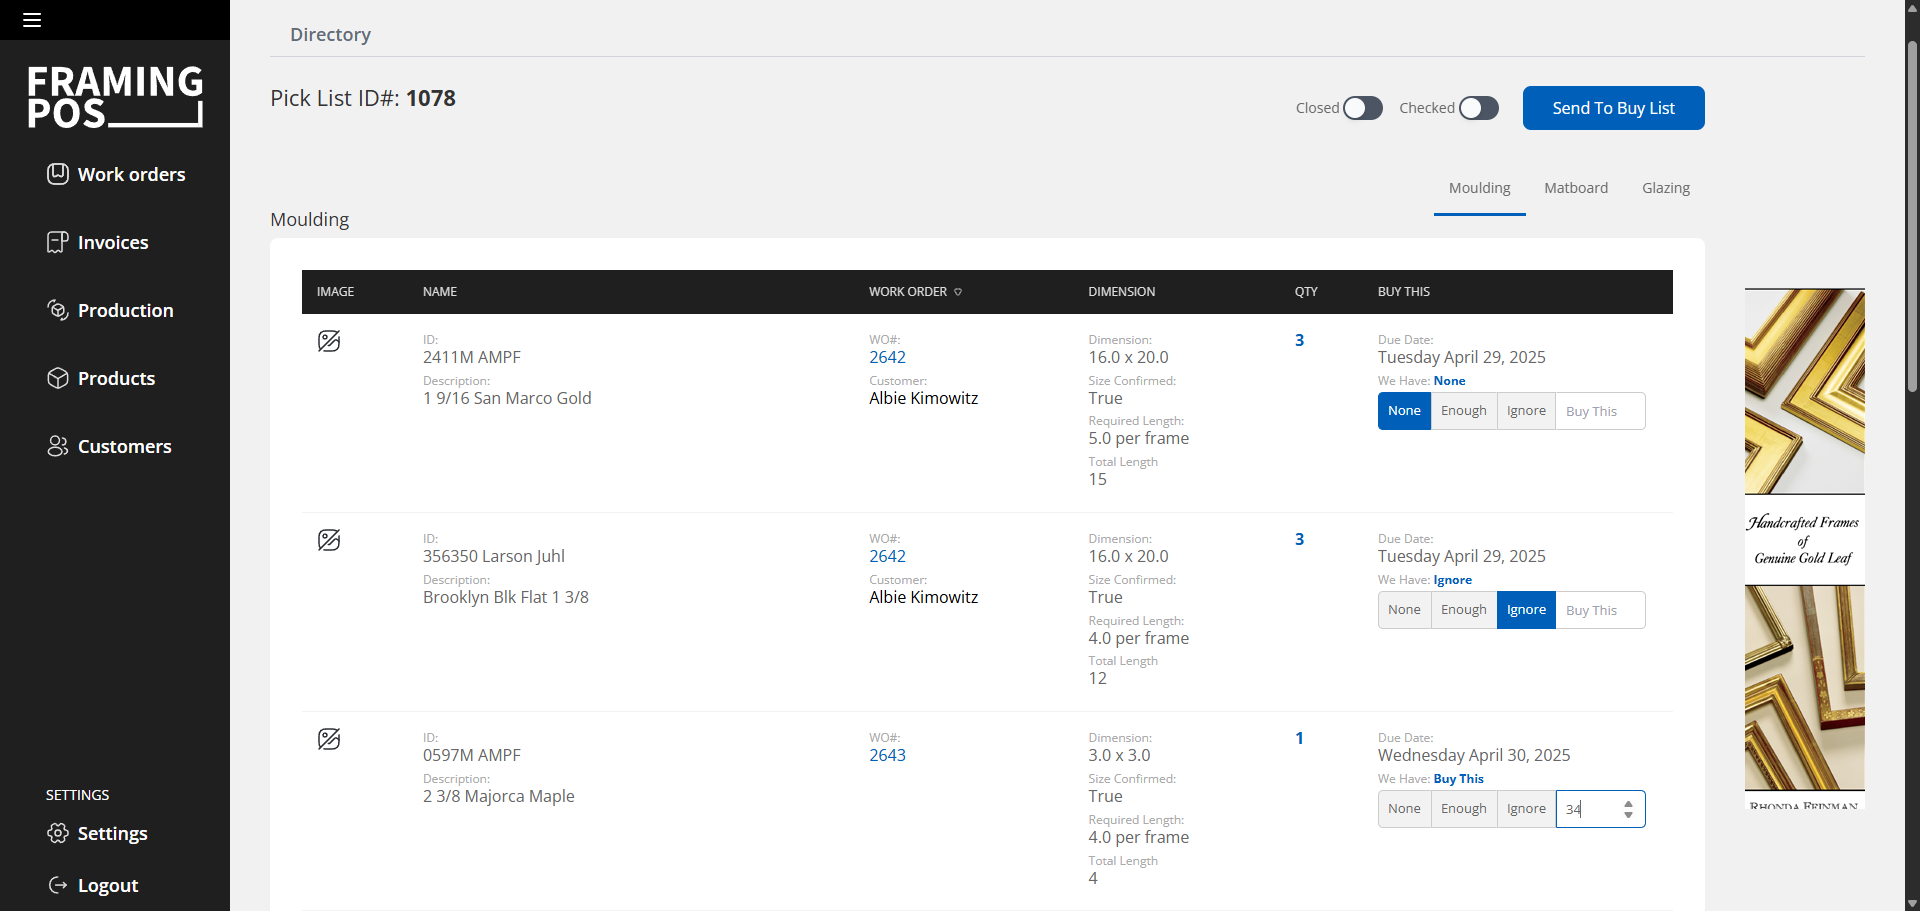 FRAMING
POS
Work orders
Invoices
Production
Products
Customers
SETTINGS
Settings
Logout
Directory
Pick List ID#: 1078
Closed
Checked
Send To Buy List
Moulding
Matboard
Glazing
Moulding
IMAGE NAME WORK ORDER DIMENSION QTY BUY THIS
ID:
2411M AMPF
Description:
1 9/16 San Marco Gold
WO#:
2642
Customer:
Albie Kimowitz
Dimension:
16.0 x 20.0
Size Confirmed:
True
Required Length:
5.0 per frame
Total Length
15
3
Due Date:
Tuesday April 29, 2025
We Have: None
None Enough Ignore Buy This
ID:
356350 Larson Juhl
Description:
Brooklyn Blk Flat 1 3/8
WO#:
2642
Customer:
Albie Kimowitz
Dimension:
16.0 x 20.0
Size Confirmed:
True
Required Length:
4.0 per frame
Total Length
12
3
Due Date:
Tuesday April 29, 2025
We Have: Ignore
None Enough Ignore Buy This
ID:
0597M AMPF
Description:
2 3/8 Majorca Maple
WO#:
2643
Dimension:
3.0 x 3.0
Size Confirmed:
True
Required Length:
4.0 per frame
Total Length
4
1
Due Date:
Wednesday April 30, 2025
We Have: Buy This
None Enough Ignore 34
Handcrafted Frames
of
Genuine Gold Leaf
RHONDA FEINMAN